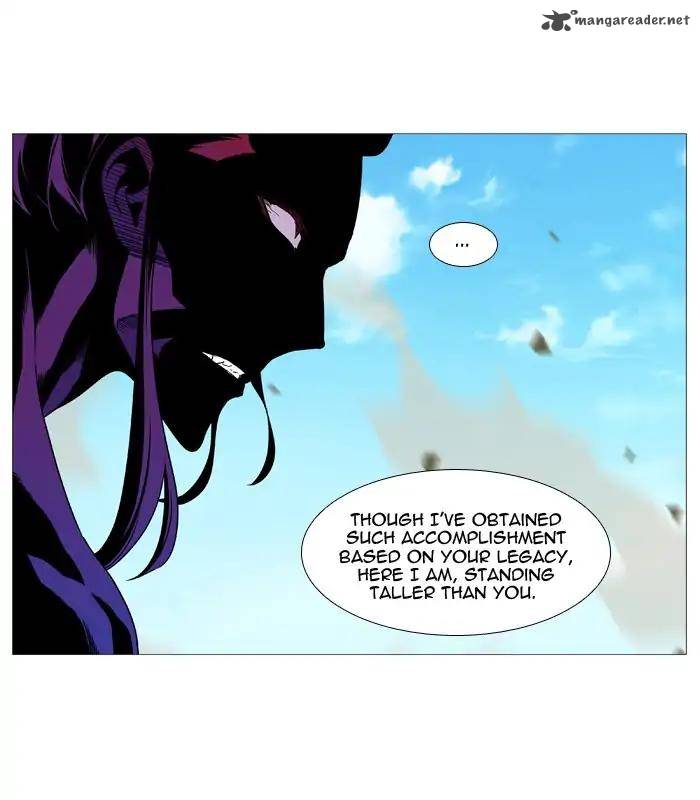 mangareader.net
...
THOUGH I'VE OBTAINED
SUCH ACCOMPLISHMENT
BASED ON YOUR LEGACY,
HERE I AM, STANDING
TALLER THAN YOU.